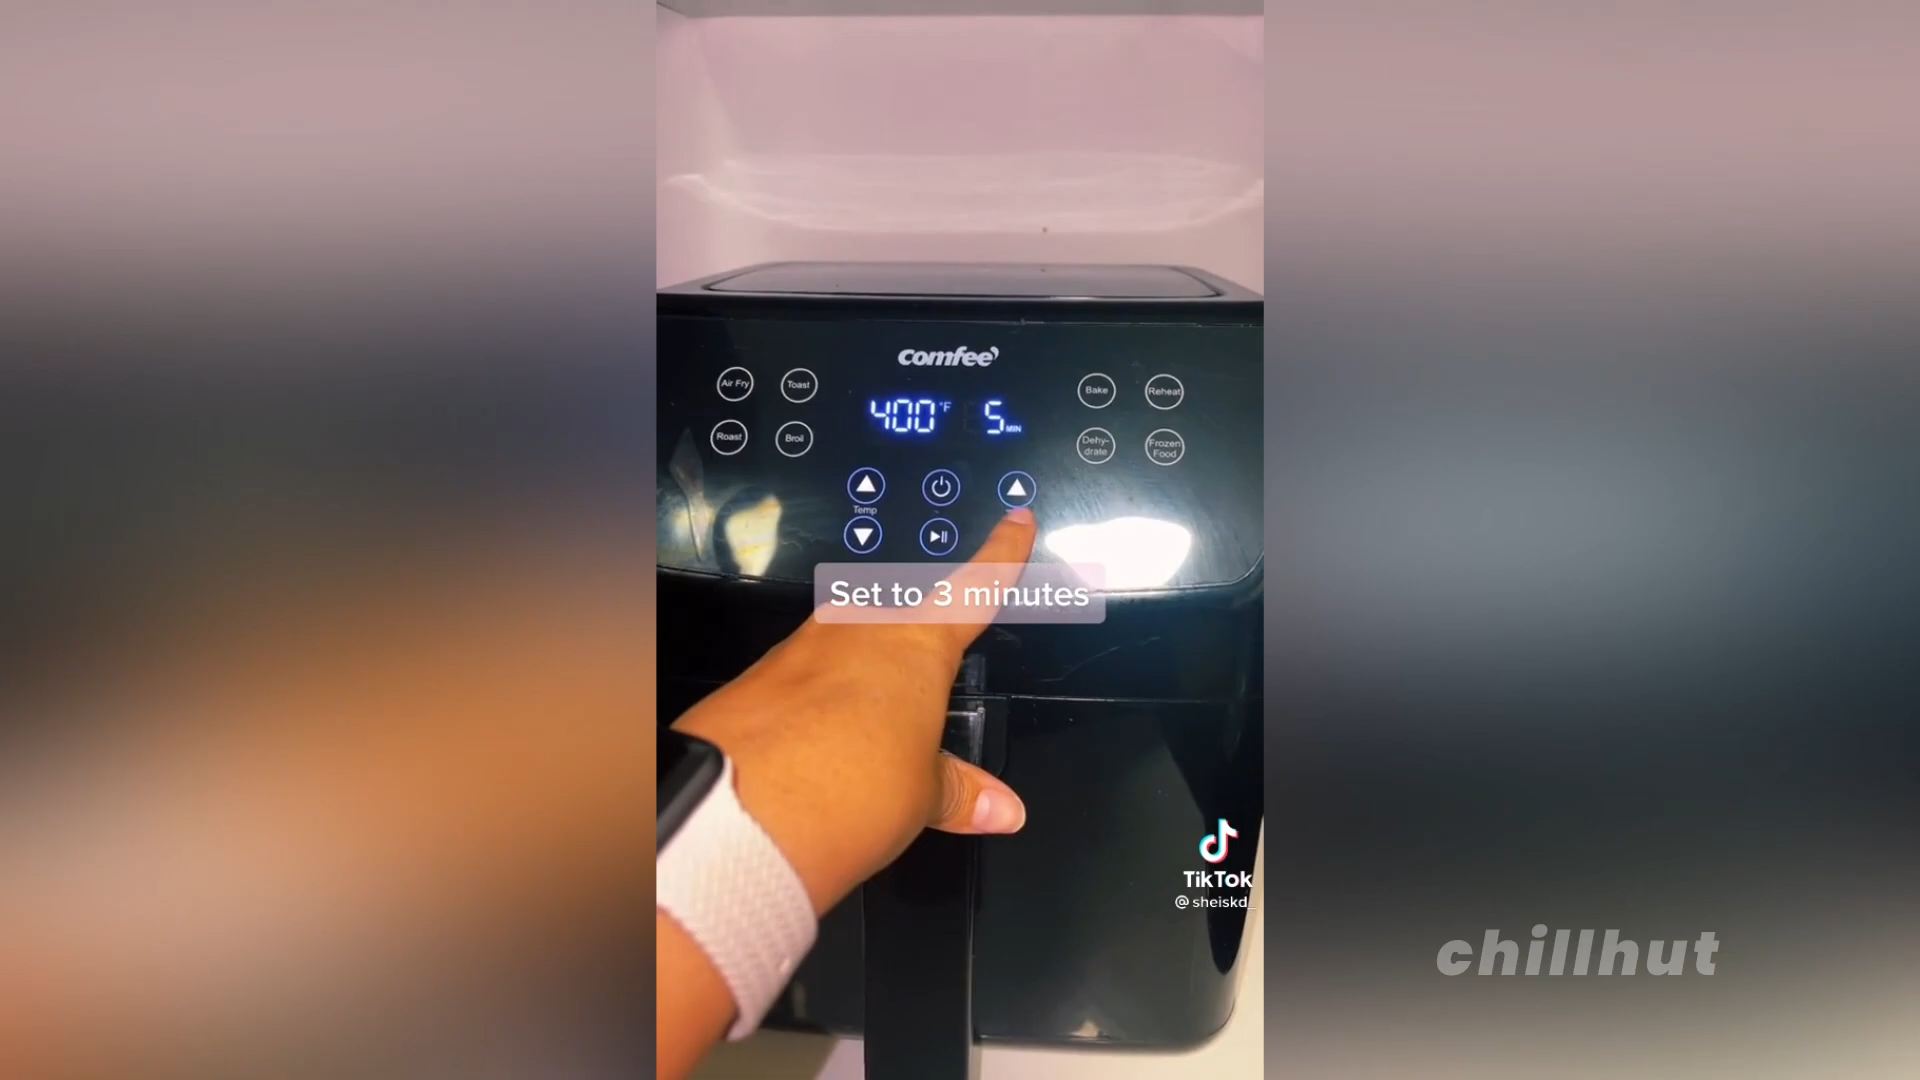 comfee
Air Fry
Toast
400 °F 5 MIN
Bake
Reheat
Roast
Broil
Dehy-
drate
Frozen
Food
Temp
Set to 3 minutes
TikTok
@sheiskd_
chillhut